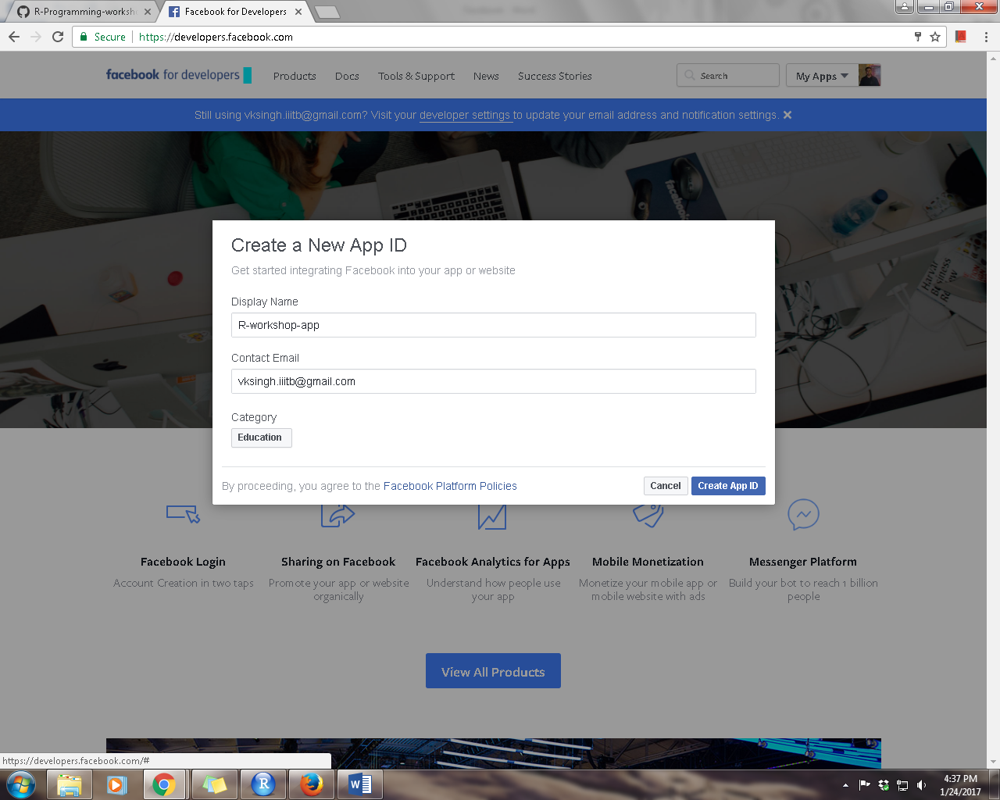 R-Programming-worksh
Facebook for Developers
Secure
https://developers.facebook.com
facebook for developers
Products
Docs
Tools & Support
News
Success Stories
Search
My Apps
Still using vksingh.iiitb@gmail.com? Visit your developer settings to update your email address and notification settings.
facebook
Harvard
Business
Create a New App ID
Get started integrating Facebook into your app or website
Display Name
R-workshop-app
Contact Email
vksingh.iiitb@gmail.com
Category
Education
By proceeding, you agree to the Facebook Platform Policies
Cancel
Create App ID
Facebook Login
Account Creation in two taps
Sharing on Facebook
Promote your app or website
organically
Facebook Analytics for Apps
Understand how people use
your app
Mobile Monetization
Monetize your mobile app or
mobile website with ads
Messenger Platform
Build your bot to reach 1 billion
people
View All Products
https://developers.facebook.com/#
4:37 PM
1/24/2017